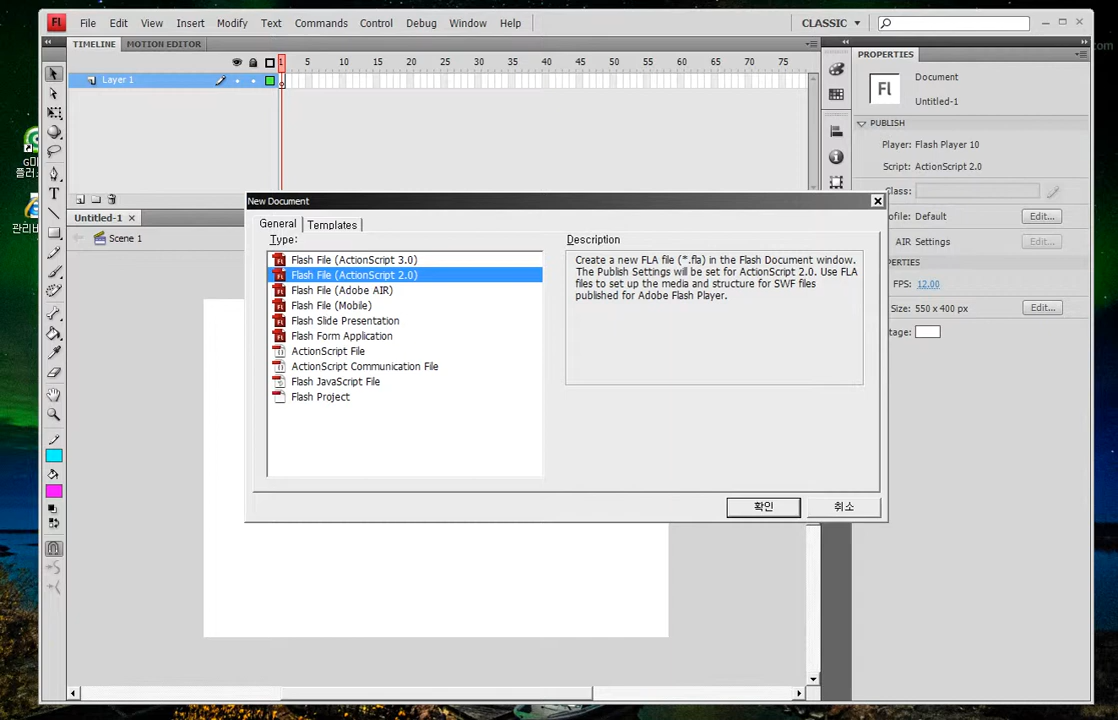 Fl File Edit View Insert Modify Text Commands Control Debug Window Help CLASSIC
TIMELINE MOTION EDITOR
PROPERTIES
1 5 10 15 20 25 30 35 40 45 50 55 60 65 70 75
Layer 1
Fl Document
Untitled-1
PUBLISH
Player: Flash Player 10
Script: ActionScript 2.0
Class:
ofile: Default Edit...
AIR Settings Edit...
PERTIES
FPS: 12.00
Size: 550 x 400 px Edit...
tage:
Untitled-1
Scene 1
New Document
General Templates
Type:
Flash File (ActionScript 3.0)
Flash File (ActionScript 2.0)
Flash File (Adobe AIR)
Flash File (Mobile)
Flash Slide Presentation
Flash Form Application
ActionScript File
ActionScript Communication File
Flash JavaScript File
Flash Project
Description
Create a new FLA file (*.fla) in the Flash Document window.
The Publish Settings will be set for ActionScript 2.0. Use FLA
files to set up the media and structure for SWF files
published for Adobe Flash Player.
확인 취소